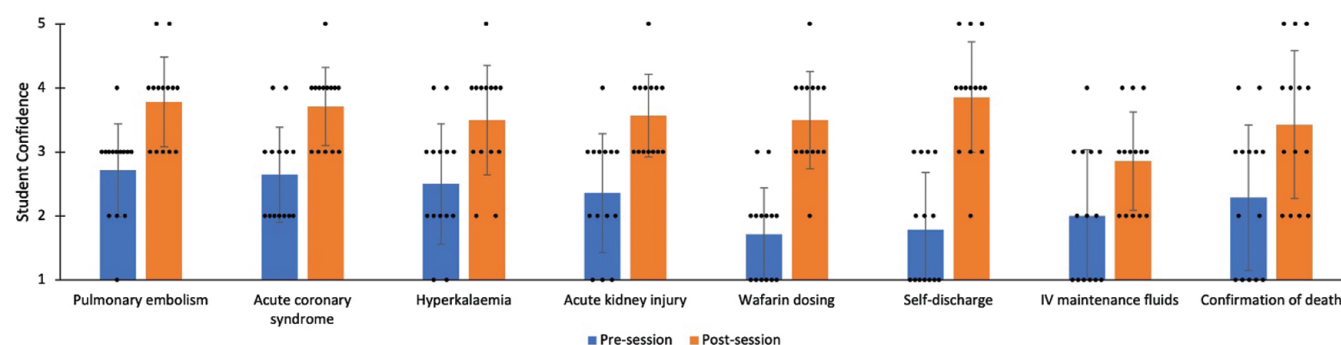 Student Confidence
5
4
3
2
1
Pulmonary embolism
Acute coronary
syndrome
Hyperkalaemia
Acute kidney injury
Wafarin dosing
Self-discharge
IV maintenance fluids
Confirmation of death
Pre-session
Post-session